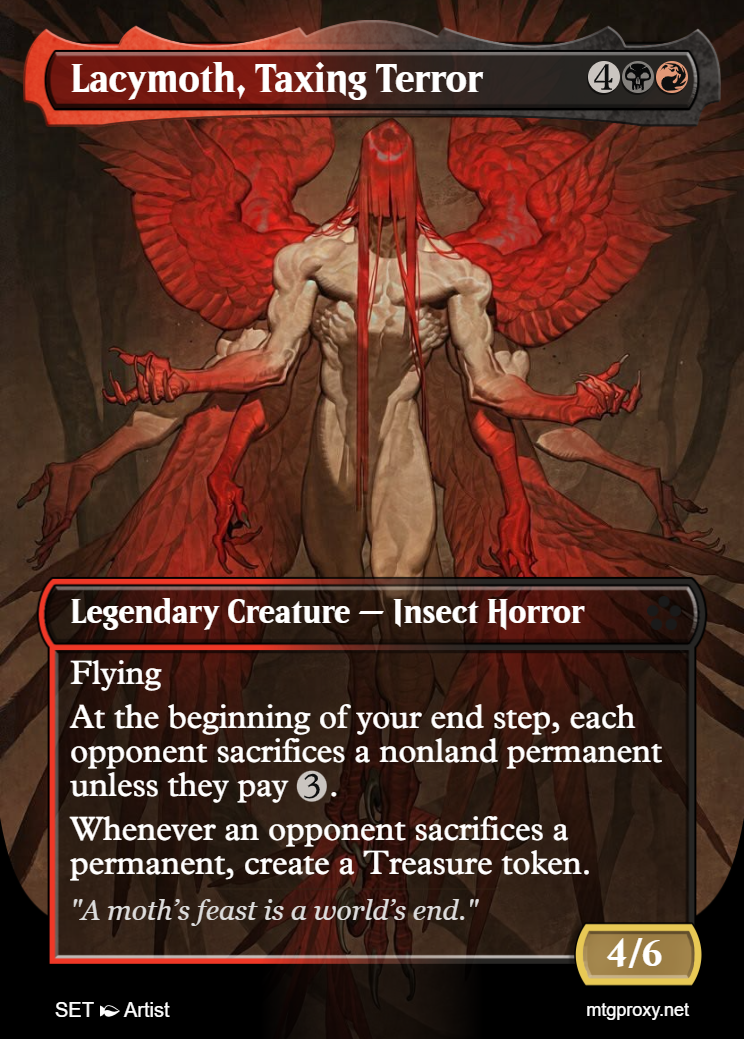 Lacymoth, Taxing Terror 4
Legendary Creature — Insect Horror
Flying
At the beginning of your end step, each
opponent sacrifices a nonland permanent
unless they pay 3.
Whenever an opponent sacrifices a
permanent, create a Treasure token.
"A moth's feast is a world's end."
4/6
SET Artist
mtgproxy.net